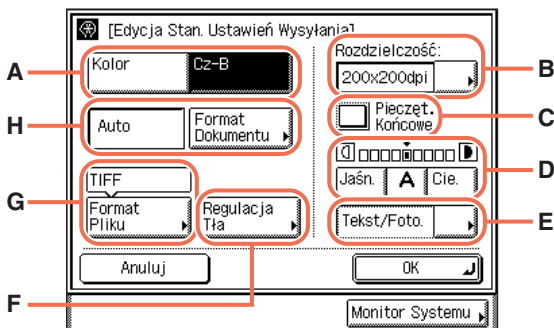 [Edycja Stan. Ustawień Wysyłania]
A
Kolor
Cz-B
Rozdzielczość:
200x200dpi
B
H
Auto
Format
Dokumentu
Pieczęt.
Końcowe
C
Jaśn.
A
Cie.
D
G
TIFF
Format
Pliku
Regulacja
Tła
Tekst/Foto.
E
Anuluj
OK
F
Monitor Systemu